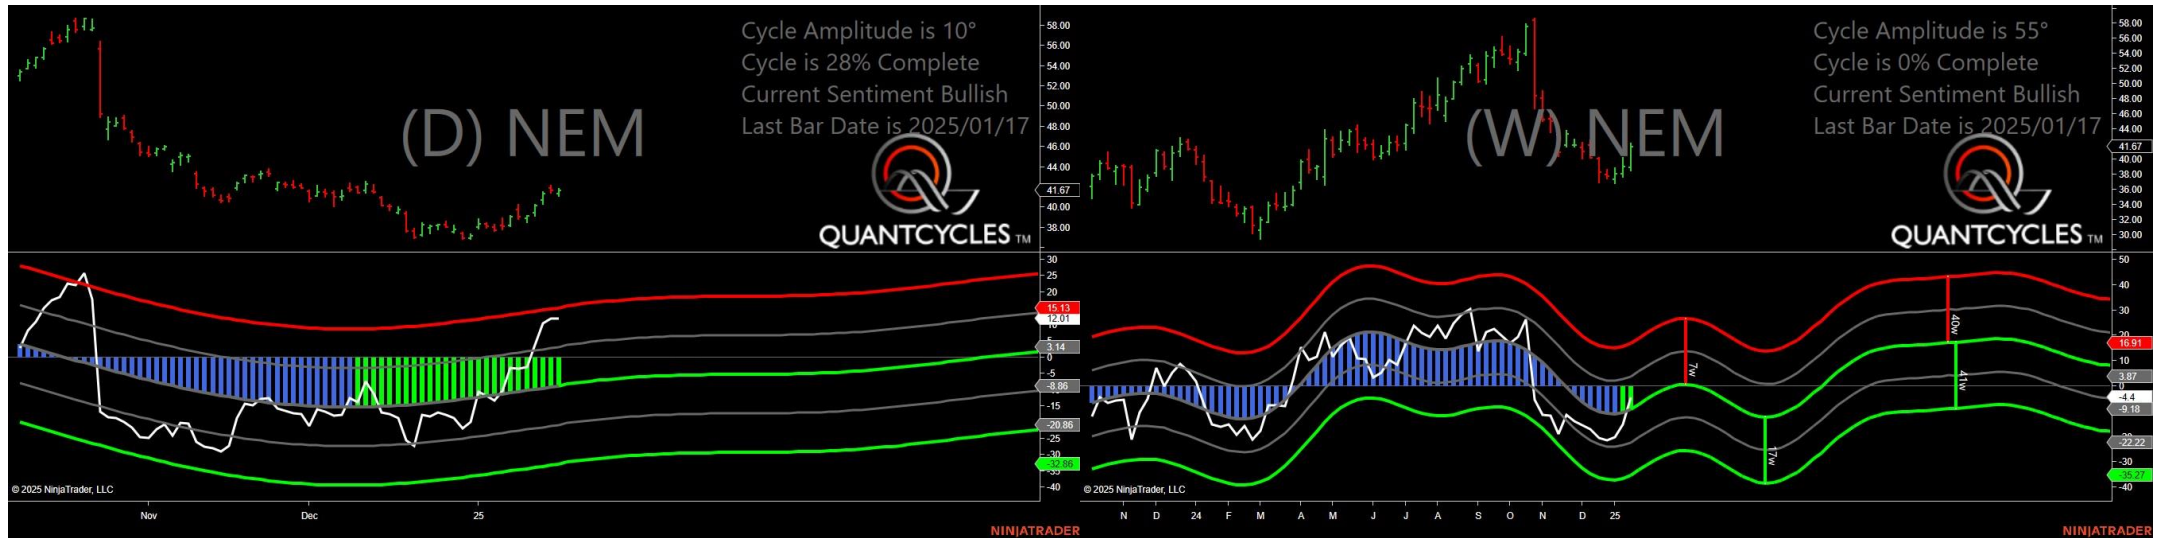 Cycle Amplitude is 10°
Cycle is 28% Complete
Current Sentiment Bullish
Last Bar Date is 2025/01/17
(D) NEM
QUANTCYCLES TM
58.00
56.00
54.00
52.00
50.00
48.00
46.00
44.00
41.67
40.00
38.00
30
25
20
15.13
12.01
10
3.14
0
-5
-8.86
-15
-20.86
-25
-30
-32.86
-40
© 2025 NinjaTrader, LLC
Nov
Dec
25
NINJATRADER
Cycle Amplitude is 55°
Cycle is 0% Complete
Current Sentiment Bullish
Last Bar Date is 2025/01/17
(W) NEM
QUANTCYCLES TM
58.00
56.00
54.00
52.00
50.00
48.00
46.00
44.00
41.67
40.00
38.00
36.00
34.00
32.00
30.00
50
40
30
20
16.91
10
3.87
0
-4.4
-9.18
-22.22
-30
-35.27
-40
7w
17w
40w
41w
© 2025 NinjaTrader, LLC
N D 24 F M A M J J A S O N D 25
NINJATRADER